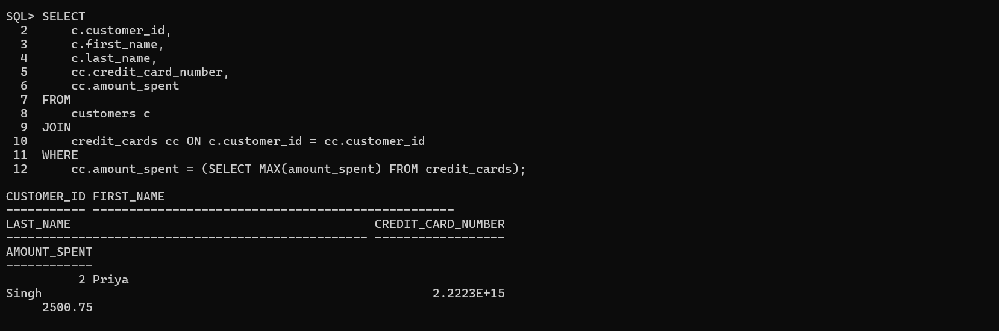 SQL> SELECT
  2      c.customer_id,
  3      c.first_name,
  4      c.last_name,
  5      cc.credit_card_number,
  6      cc.amount_spent
  7  FROM
  8      customers c
  9  JOIN
 10      credit_cards cc ON c.customer_id = cc.customer_id
 11  WHERE
 12      cc.amount_spent = (SELECT MAX(amount_spent) FROM credit_cards);
CUSTOMER_ID FIRST_NAME
----------- --------------------------------------------------
LAST_NAME                                          CREDIT_CARD_NUMBER
-------------------------------------------------- ------------------
AMOUNT_SPENT
------------
          2 Priya
Singh                                                      2.2223E+15
     2500.75